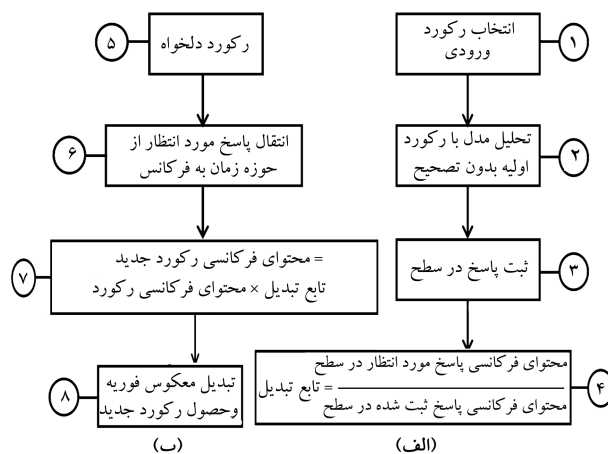 انتخاب رکورد
ورودی
۱
تحلیل مدل با رکورد
اولیه بدون تصحیح
۲
ثبت پاسخ در سطح
۳
محتوای فرکانسی پاسخ مورد انتظار در سطح
تابع تبدیل =
محتوای فرکانسی پاسخ ثبت شده در سطح
۴
(الف)
رکورد دلخواه
۵
انتقال پاسخ مورد انتظار از
حوزه زمان به فرکانس
۶
= محتوای فرکانسی رکورد جدید
تابع تبدیل × محتوای فرکانسی رکورد
۷
تبدیل معکوس فوریه
وحصول رکورد جدید
۸
(ب)